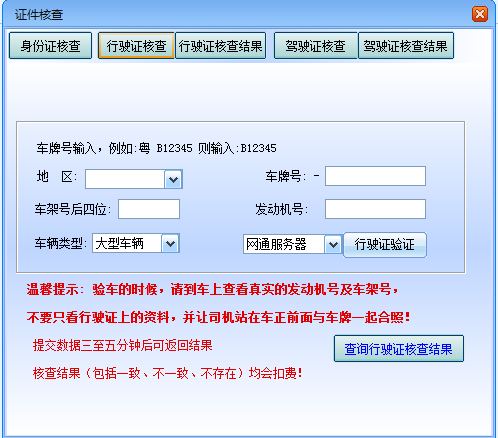 证件核查
身份证核查 行驶证核查 行驶证核查结果 驾驶证核查 驾驶证核查结果
车牌号输入，例如:粤 B12345 则输入:B12345
地 区: 车牌号: -
车架号后四位: 发动机号:
车辆类型: 大型车辆 网通服务器 行驶证验证
温馨提示: 验车的时候，请到车上查看真实的发动机号及车架号，
不要只看行驶证上的资料，并让司机站在车正前面与车牌一起合照！
提交数据三至五分钟后可返回结果
查询行驶证核查结果
核查结果（包括一致、不一致、不存在）均会扣费！